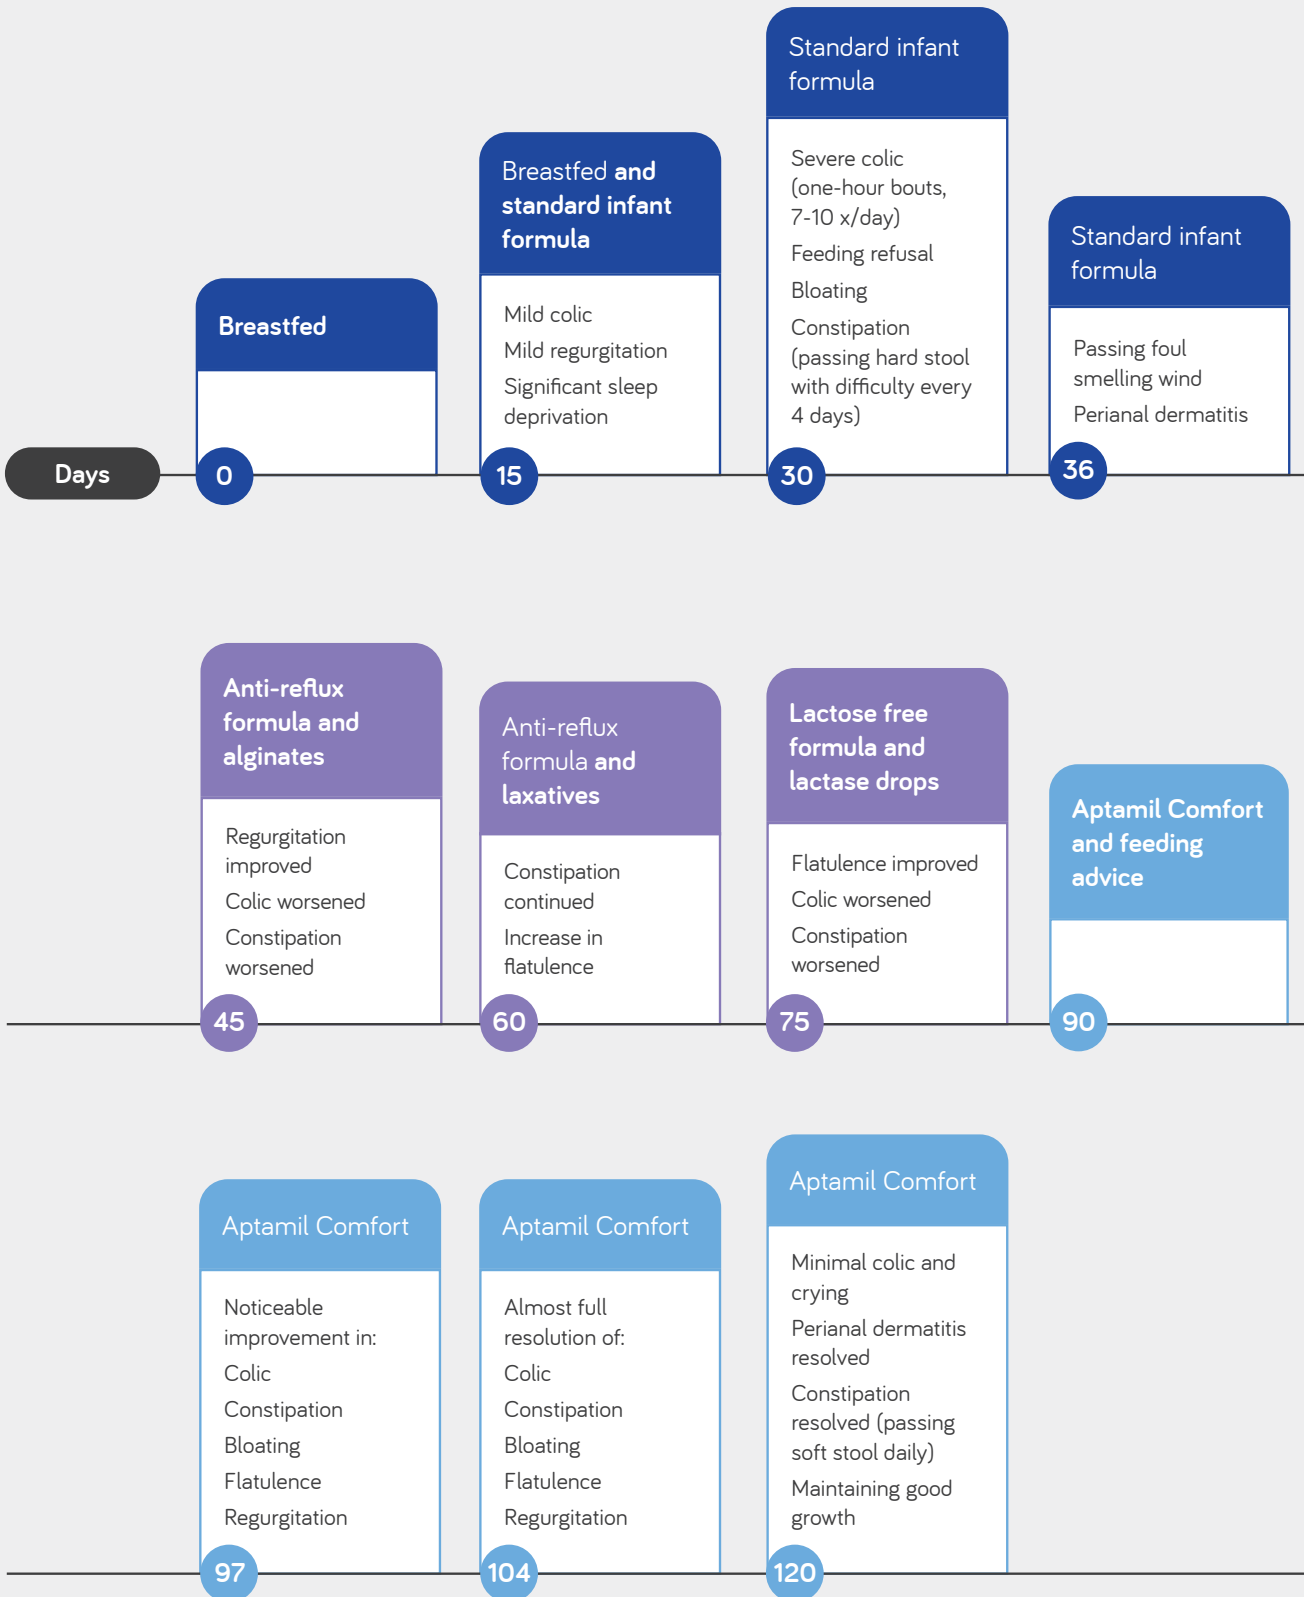 Days
Breastfed
0
Breastfed and
standard infant
formula
Mild colic
Mild regurgitation
Significant sleep
deprivation
15
Standard infant
formula
Severe colic
(one-hour bouts,
7-10 x/day)
Feeding refusal
Bloating
Constipation
(passing hard stool
with difficulty every
4 days)
30
Standard infant
formula
Passing foul
smelling wind
Perianal dermatitis
36
Anti-reflux
formula and
alginates
Regurgitation
improved
Colic worsened
Constipation
worsened
45
Anti-reflux
formula and
laxatives
Constipation
continued
Increase in
flatulence
60
Lactose free
formula and
lactase drops
Flatulence improved
Colic worsened
Constipation
worsened
75
Aptamil Comfort
and feeding
advice
90
Aptamil Comfort
Noticeable
improvement in:
Colic
Constipation
Bloating
Flatulence
Regurgitation
97
Aptamil Comfort
Almost full
resolution of:
Colic
Constipation
Bloating
Flatulence
Regurgitation
104
Aptamil Comfort
Minimal colic and
crying
Perianal dermatitis
resolved
Constipation
resolved (passing
soft stool daily)
Maintaining good
growth
120